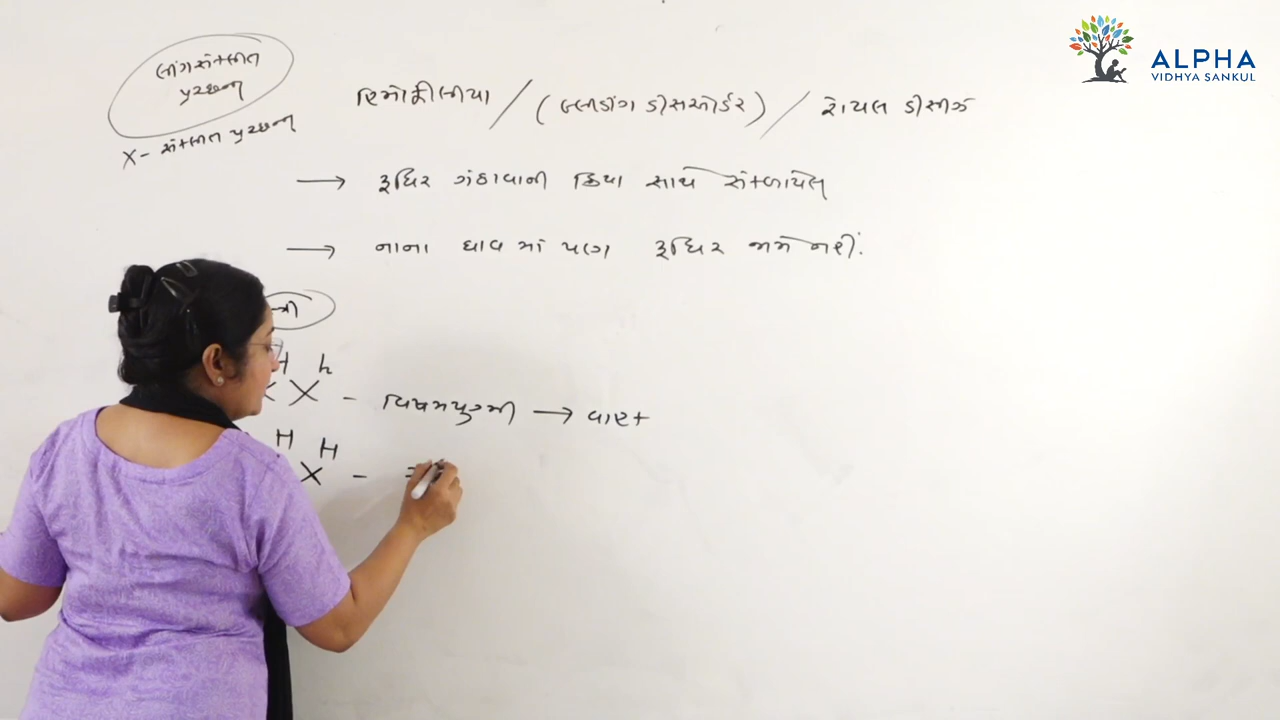 લીંગસંકલીત
પ્રચ્છન્ન
X- સંકલીત પ્રચ્છન્ન
હિમોફીલીયા / (બ્લીડીંગ ડીસઓર્ડર) / રોયલ ડીસીઝ
→ રૂધિર ગંઠાવાની ક્રિયા સાથે સંકળાયેલ
→ નાના ઘાવ માં પણ રૂધિર જામે નહીં.
H h
X - વિષમયુગ્મી → વાહક
H H
X -
ALPHA
VIDHYA SANKUL